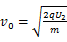 v₀ = √(2qU₂/m)